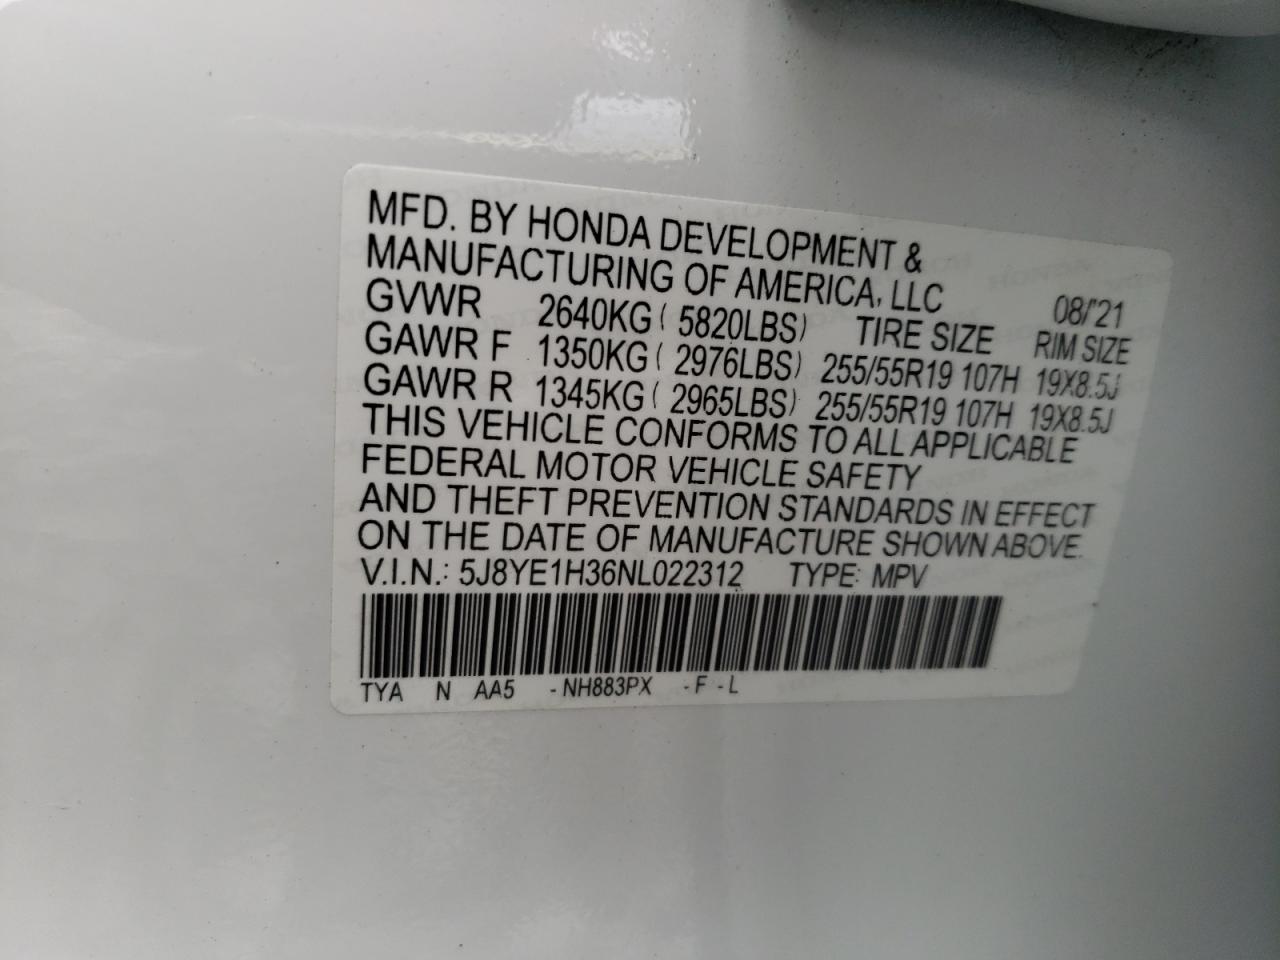 MFD. BY HONDA DEVELOPMENT &
MANUFACTURING OF AMERICA, LLC 08/'21
GVWR 2640KG ( 5820LBS) TIRE SIZE RIM SIZE
GAWR F 1350KG ( 2976LBS) 255/55R19 107H 19X8.5J
GAWR R 1345KG ( 2965LBS) 255/55R19 107H 19X8.5J
THIS VEHICLE CONFORMS TO ALL APPLICABLE
FEDERAL MOTOR VEHICLE SAFETY
AND THEFT PREVENTION STANDARDS IN EFFECT
ON THE DATE OF MANUFACTURE SHOWN ABOVE.
V.I.N.: 5J8YE1H36NL022312 TYPE: MPV
TYA N AA5 - NH883PX - F - L